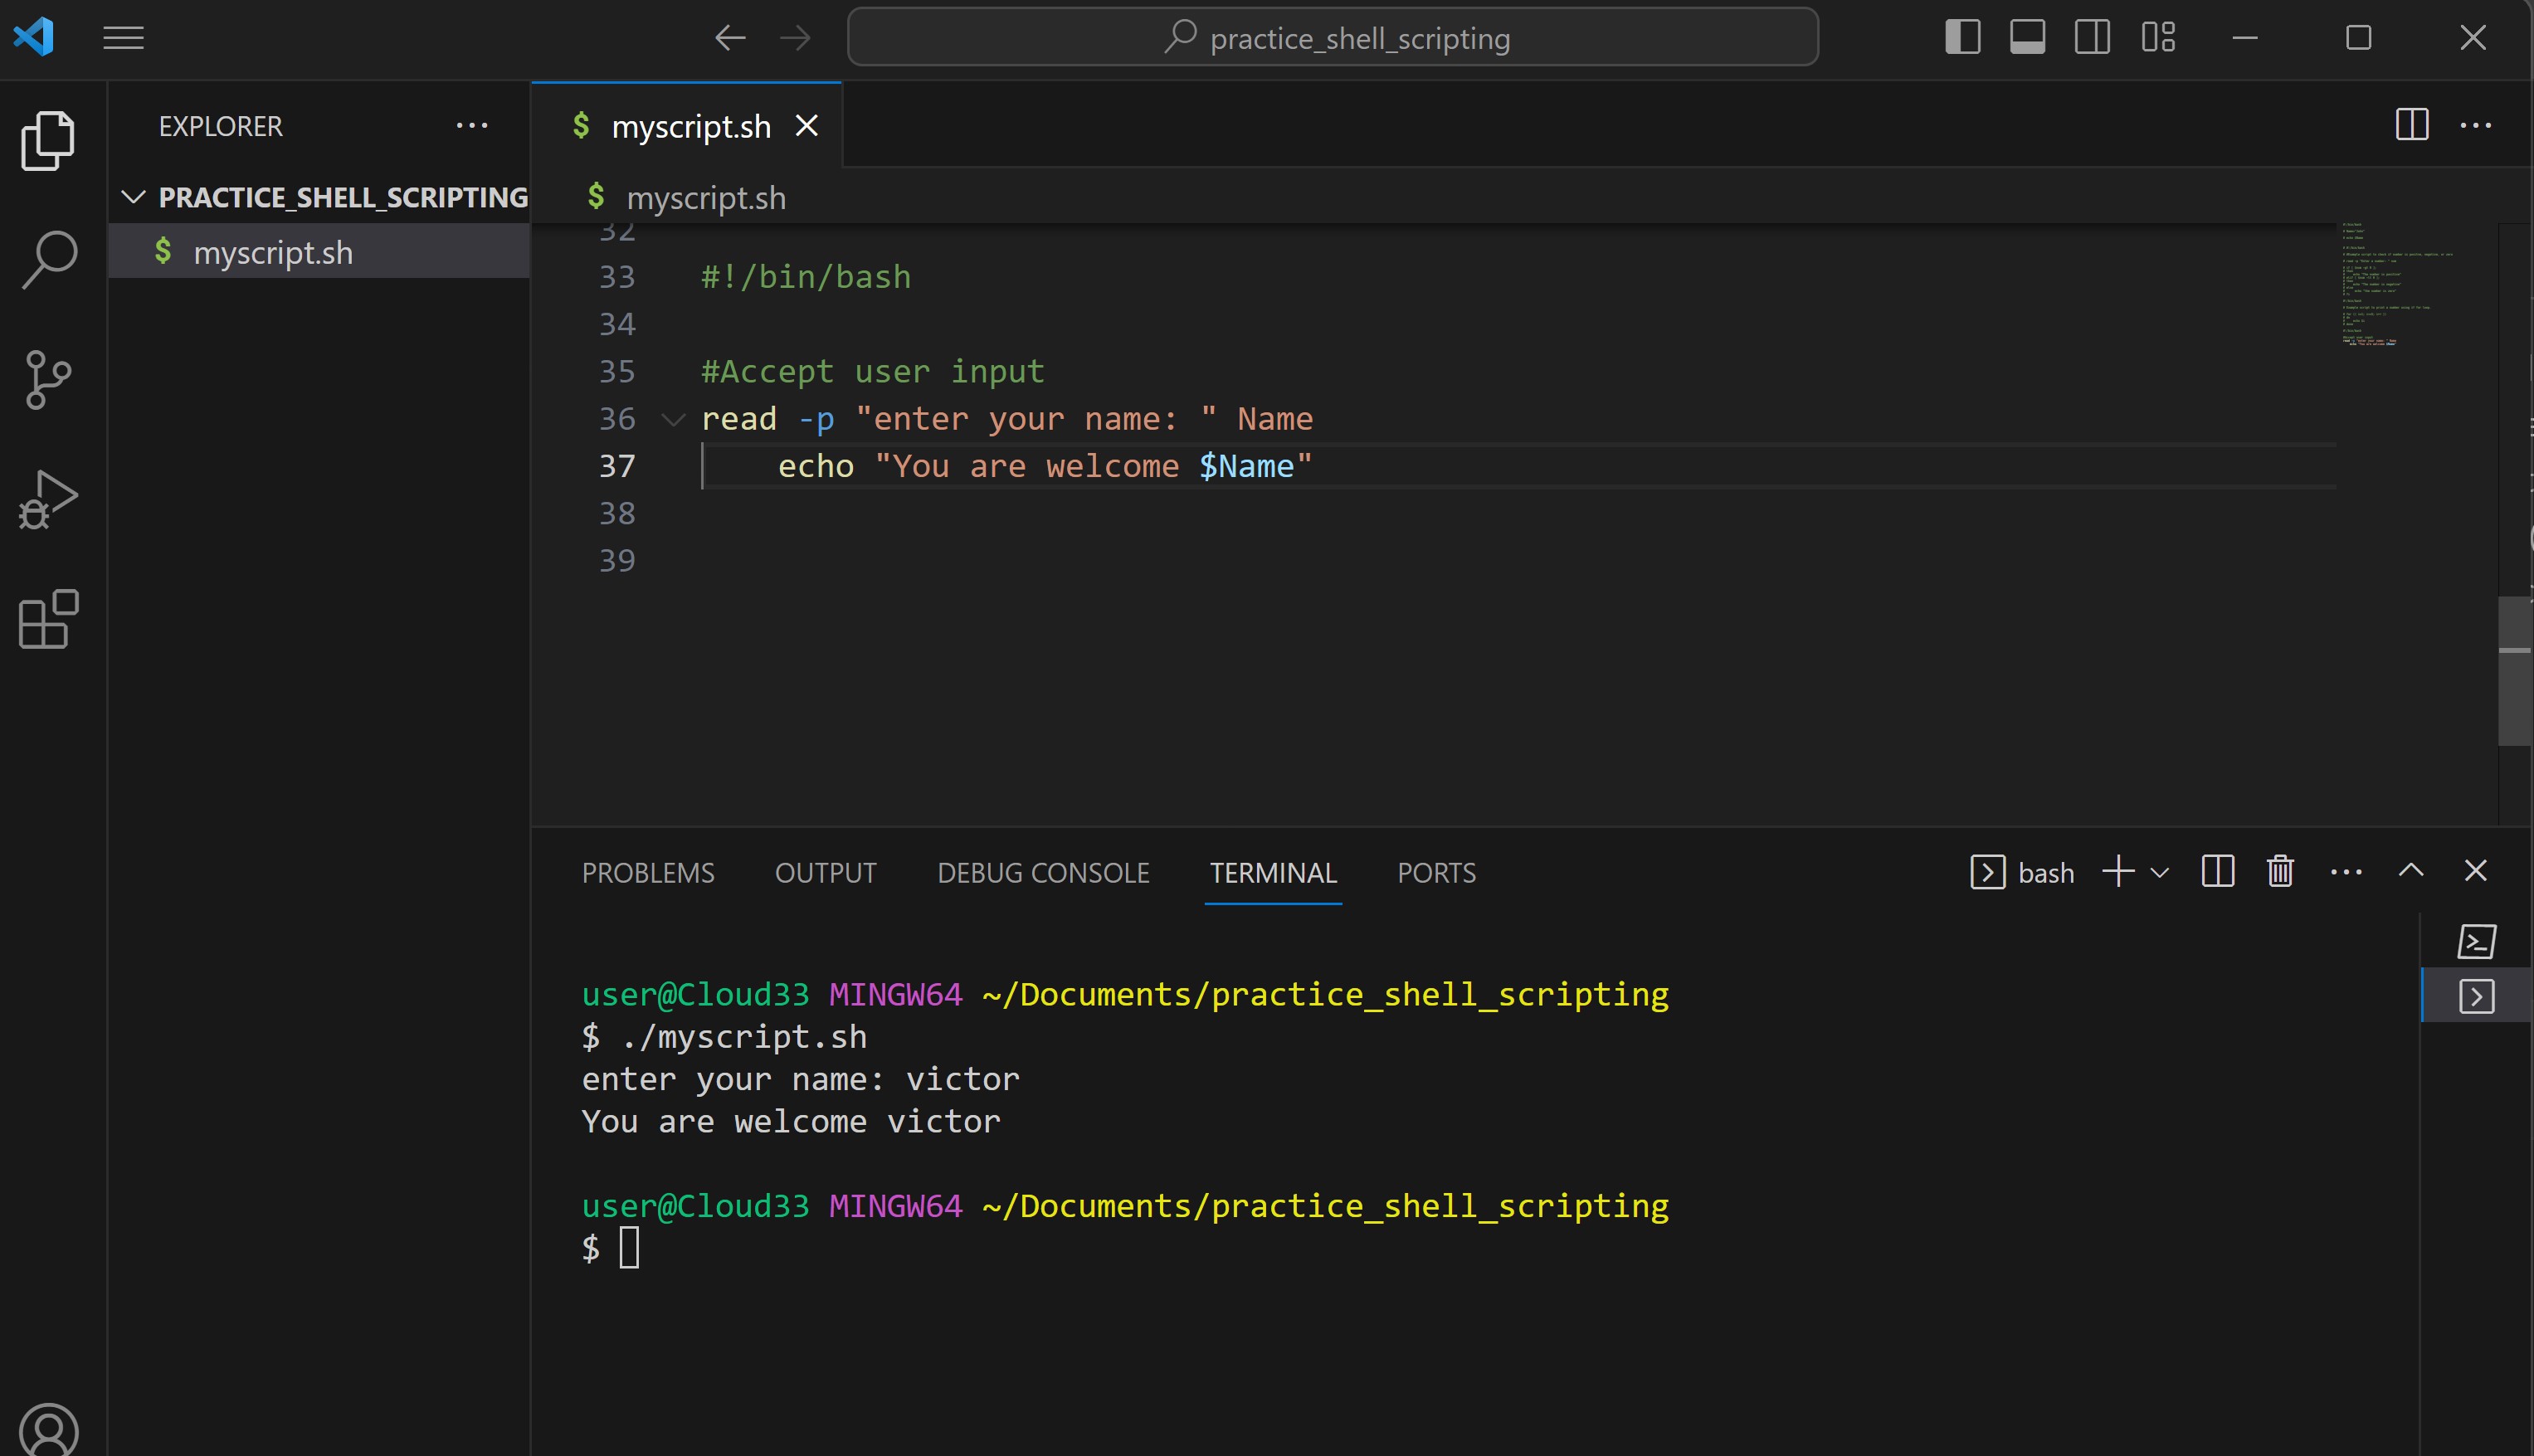 practice_shell_scripting
EXPLORER
PRACTICE_SHELL_SCRIPTING
$ myscript.sh
$ myscript.sh
$ myscript.sh
32
33 #!/bin/bash
34
35 #Accept user input
36 read -p "enter your name: " Name
37     echo "You are welcome $Name"
38
39
PROBLEMS OUTPUT DEBUG CONSOLE TERMINAL PORTS
bash
user@Cloud33 MINGW64 ~/Documents/practice_shell_scripting
$ ./myscript.sh
enter your name: victor
You are welcome victor
user@Cloud33 MINGW64 ~/Documents/practice_shell_scripting
$